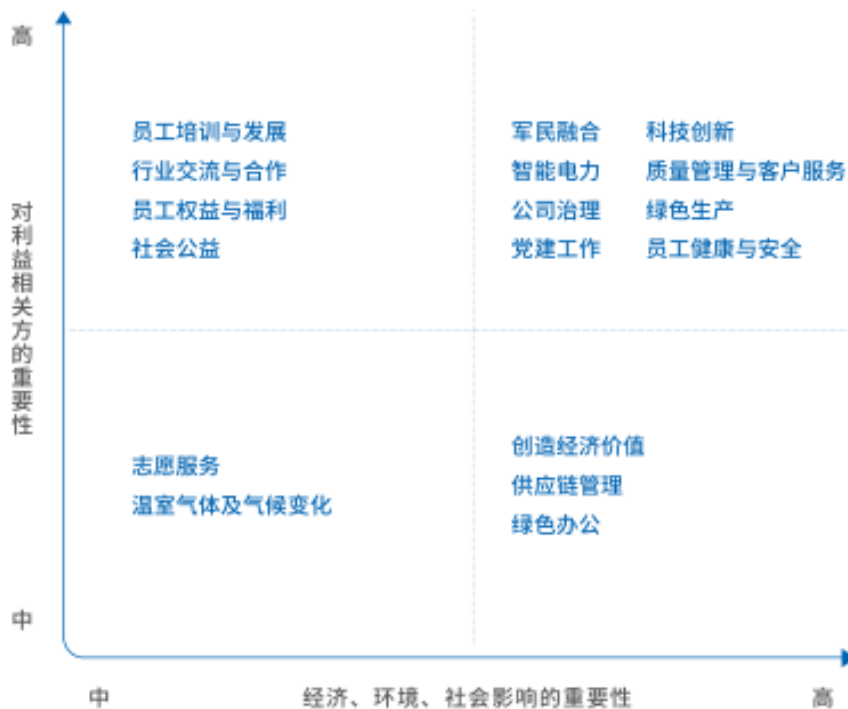 高
对利益相关方的重要性
中
员工培训与发展
行业交流与合作
员工权益与福利
社会公益
军民融合 科技创新
智能电力 质量管理与客户服务
公司治理 绿色生产
党建工作 员工健康与安全
志愿服务
温室气体及气候变化
创造经济价值
供应链管理
绿色办公
中 经济、环境、社会影响的重要性 高